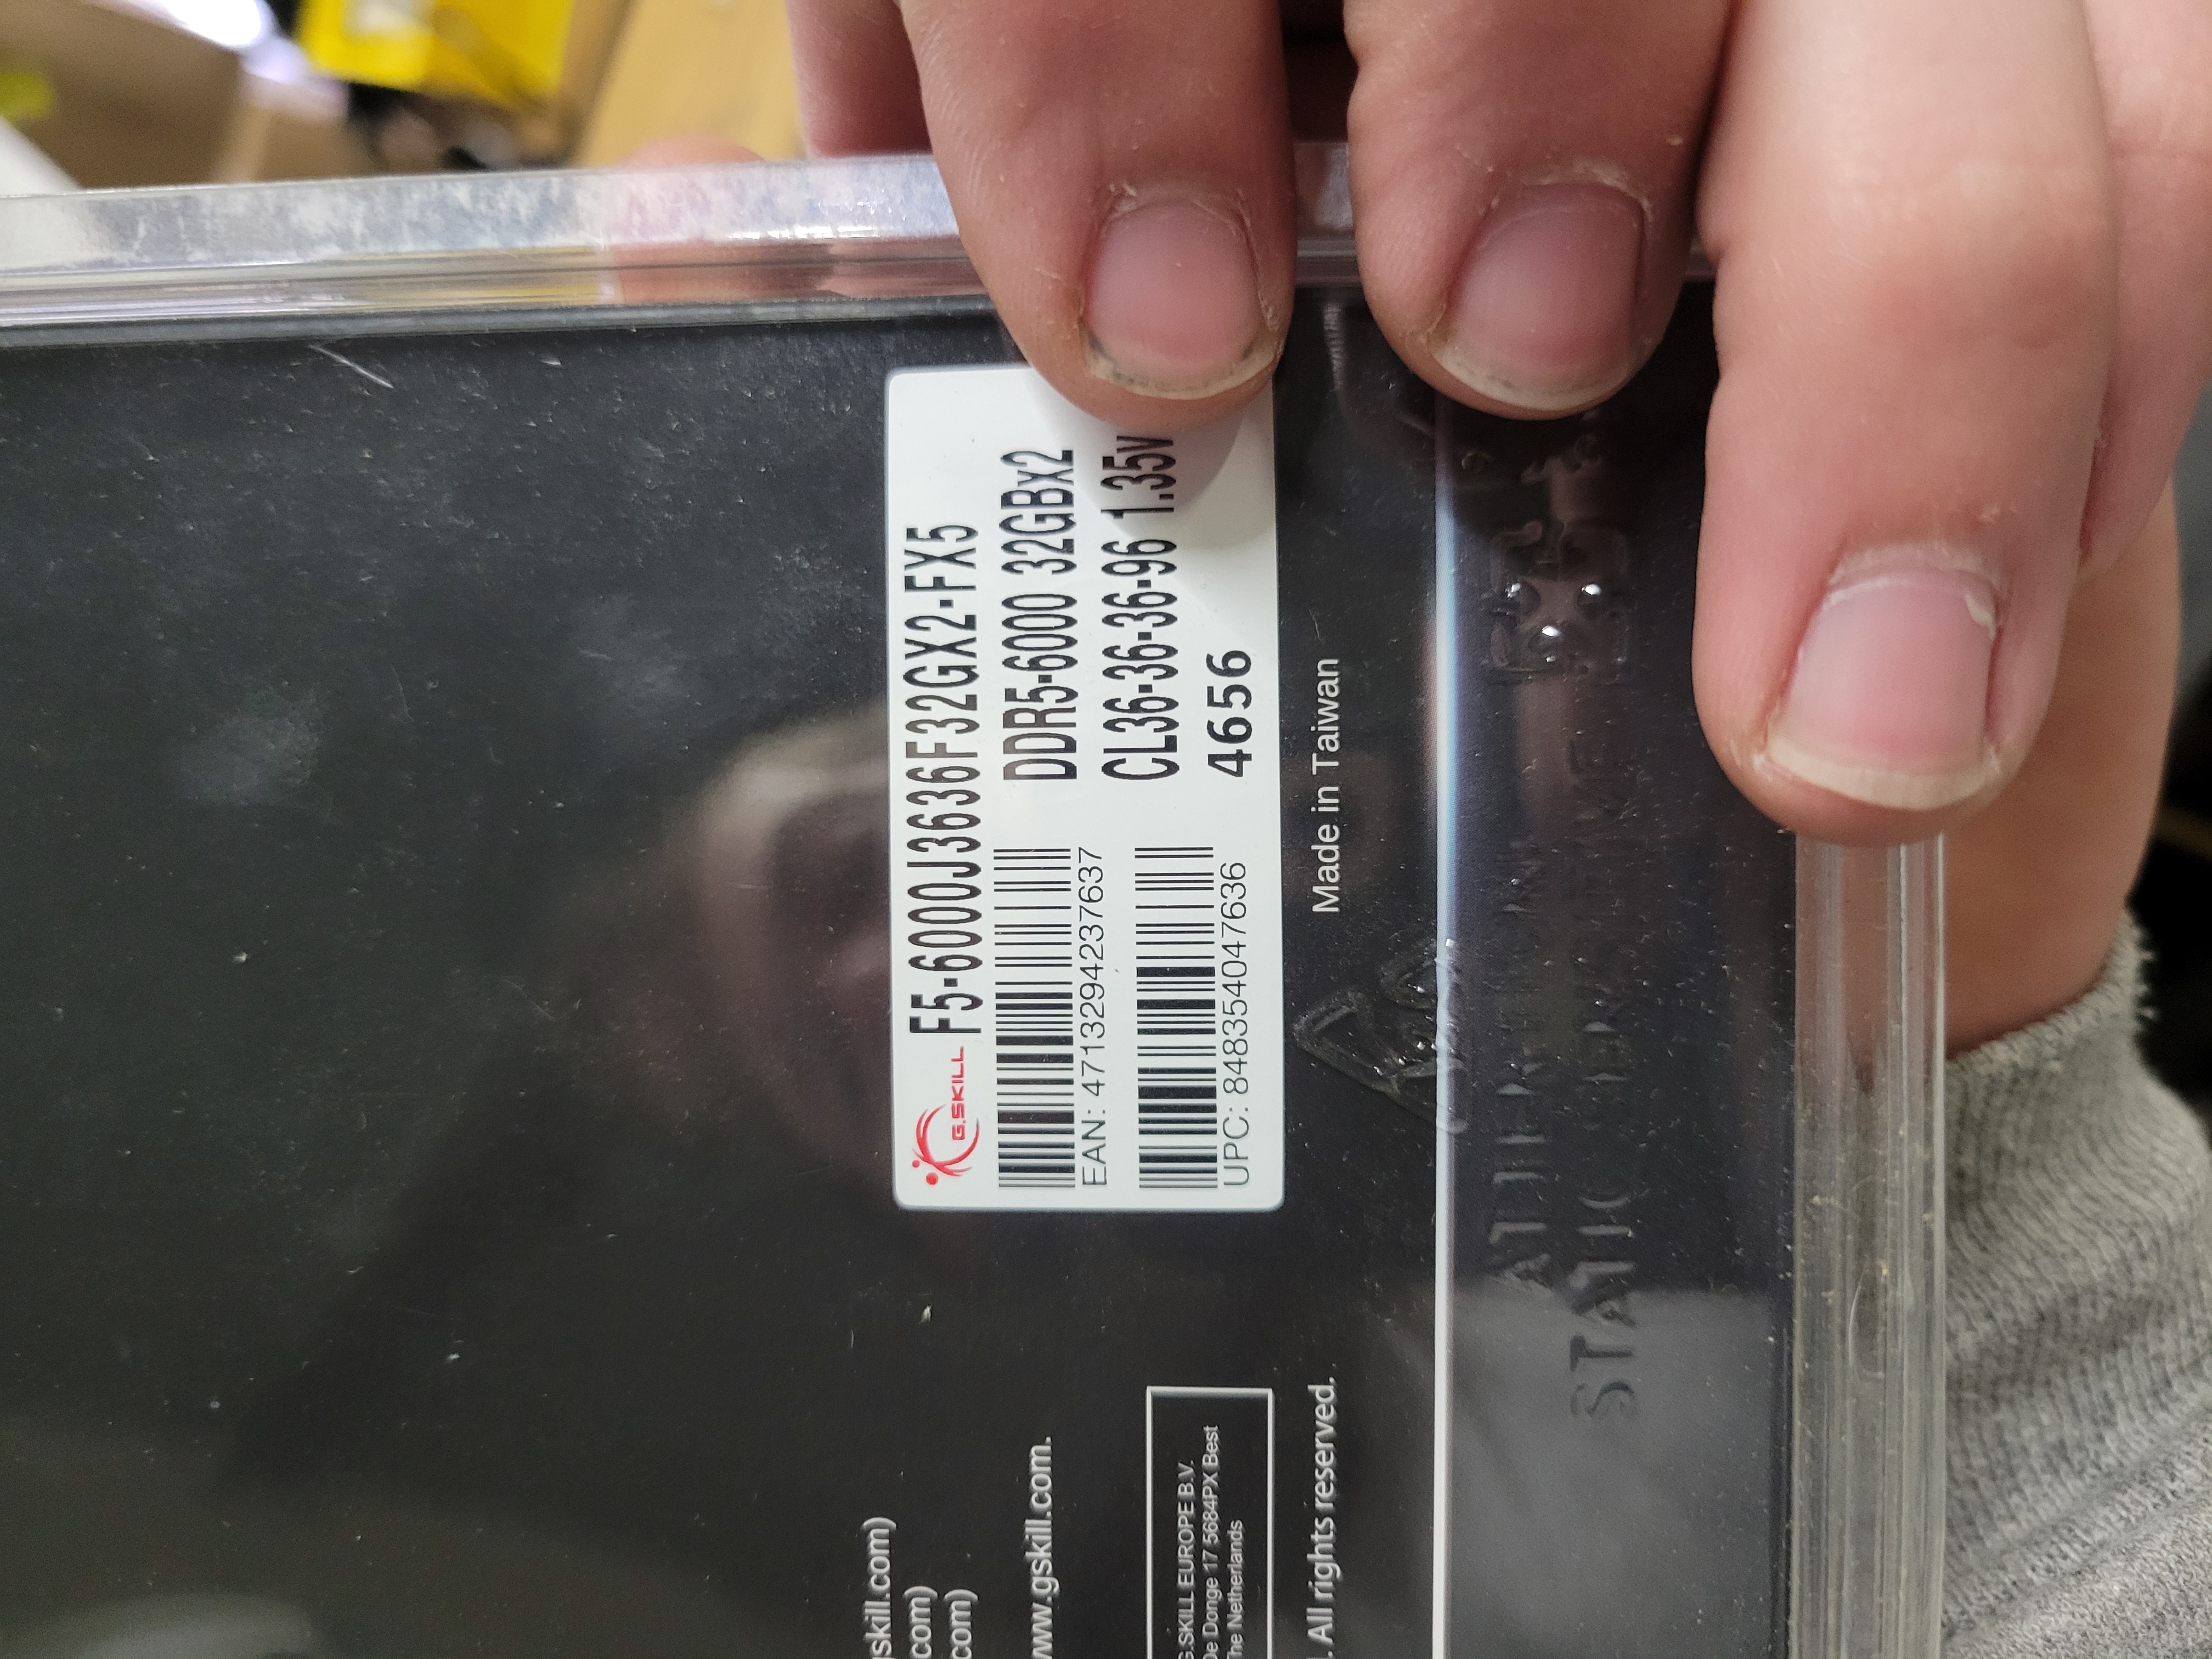 G.SKILL F5-6000J3636F32GX2-FX5
DDR5-6000 32GBx2
CL36-36-36-96 1.35v
4656
EAN: 4713294237637
UPC: 848354047636
Made in Taiwan
gskill.com)
com)
com)
www.gskill.com.
G.SKILL EUROPE B.V.
De Donge 17 5684PX Best
The Netherlands
. All rights reserved.
STATIC